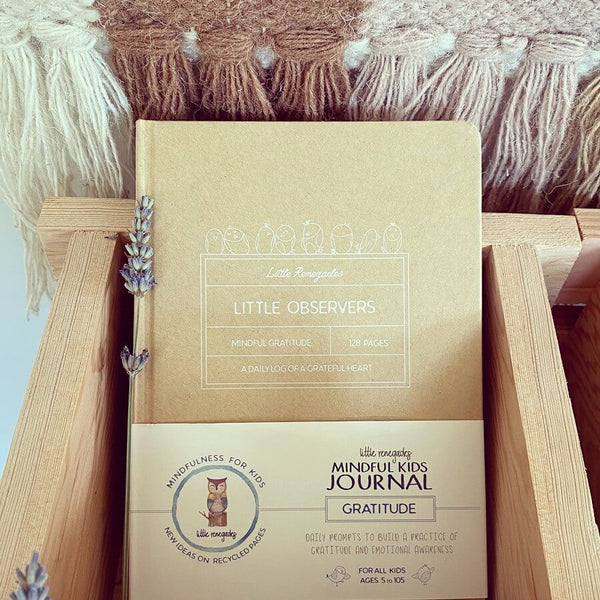 Little Renegades
LITTLE OBSERVERS
MINDFUL GRATITUDE
128 PAGES
A DAILY LOG OF A GRATEFUL HEART
MINDFULNESS FOR KIDS
little renegades
NEW IDEAS ON RECYCLED PAGES
little renegades
MINDFUL KIDS
JOURNAL
GRATITUDE
DAILY PROMPTS TO BUILD A PRACTICE OF
GRATITUDE AND EMOTIONAL AWARENESS
FOR ALL KIDS
AGES 5 TO 105